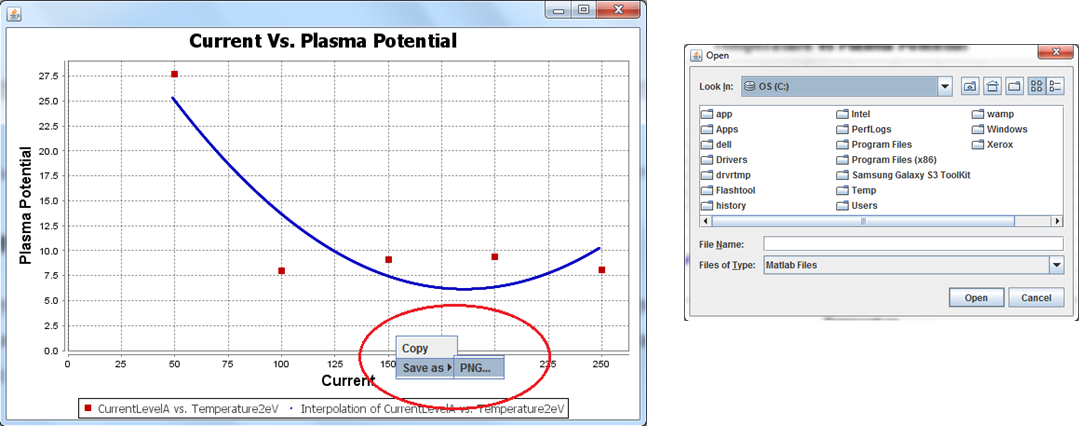 Current Vs. Plasma Potential
27.5
25.0
22.5
20.0
17.5
15.0
12.5
10.0
7.5
5.0
2.5
0.0
Plasma Potential
0 25 50 75 100 125 225 250
Copy
Save as PNG...
Current
CurrentLevelA vs. Temperature2eV Interpolation of CurrentLevelA vs. Temperature2eV
Open
Look In: OS (C:)
app Intel wamp
Apps PerfLogs Windows
dell Program Files Xerox
Drivers Program Files (x86)
drvrtmp Samsung Galaxy S3 ToolKit
Flashtool Temp
history Users
File Name:
Files of Type: Matlab Files
Open Cancel